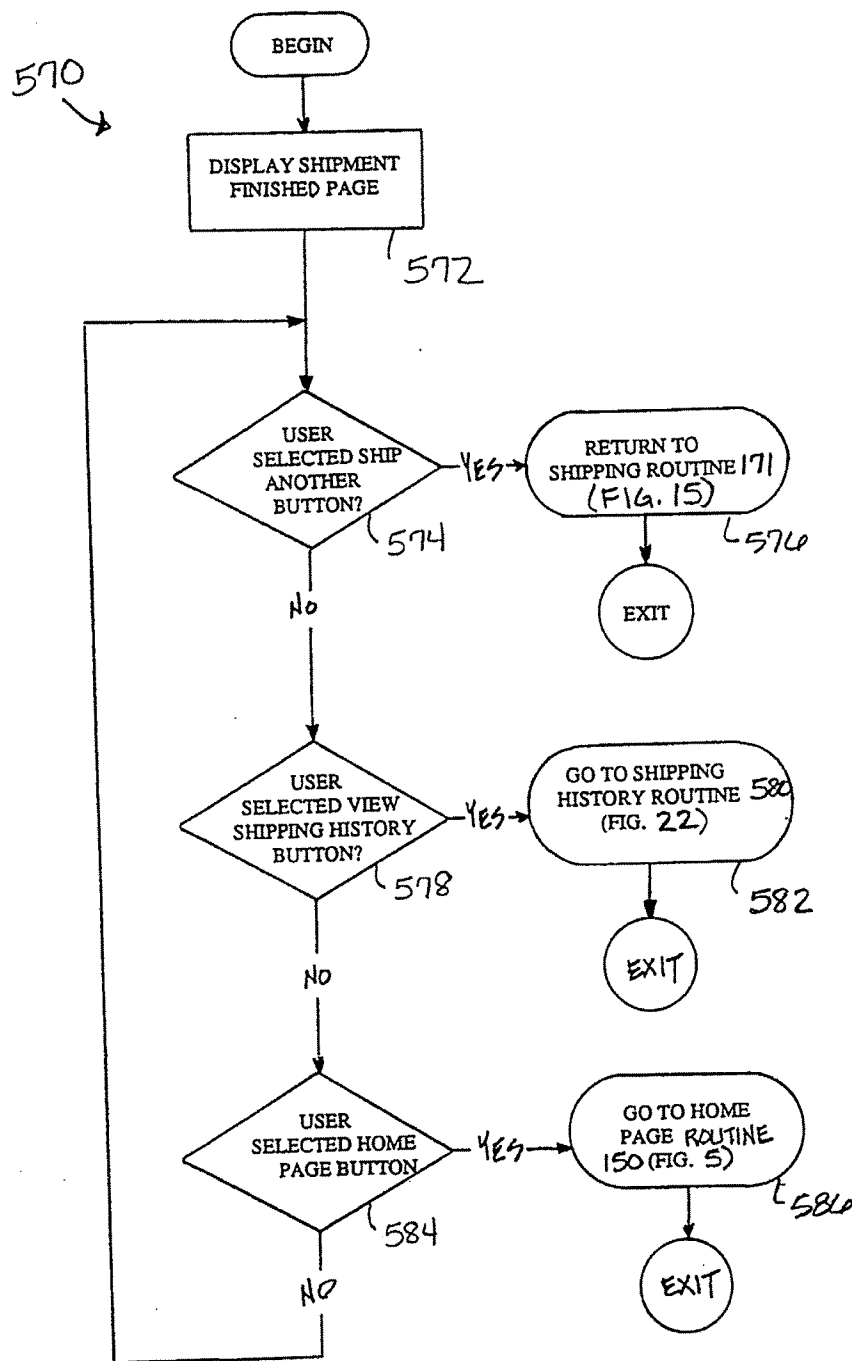 BEGIN
570
DISPLAY SHIPMENT
FINISHED PAGE
572
USER
SELECTED SHIP
ANOTHER
BUTTON?
574
YES
RETURN TO
SHIPPING ROUTINE 171
(FIG. 15)
576
EXIT
NO
USER
SELECTED VIEW
SHIPPING HISTORY
BUTTON?
578
YES
GO TO SHIPPING
HISTORY ROUTINE 580
(FIG. 22)
582
EXIT
NO
USER
SELECTED HOME
PAGE BUTTON
584
YES
GO TO HOME
PAGE ROUTINE
150 (FIG. 5)
586
EXIT
NO